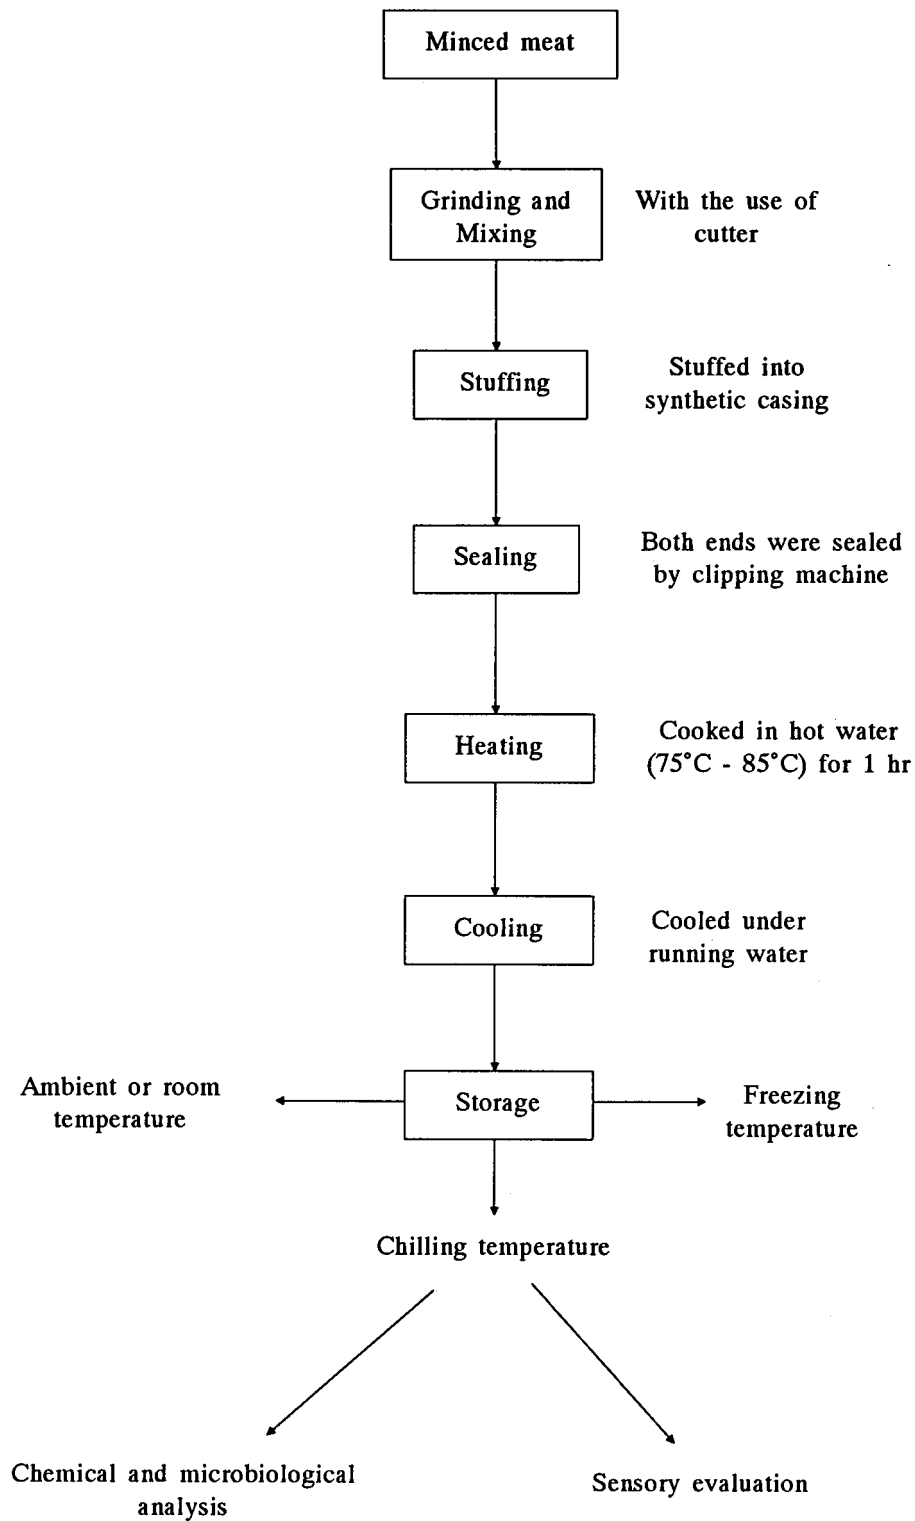 Minced meat
Grinding and
Mixing
With the use of
cutter
Stuffing
Stuffed into
synthetic casing
Sealing
Both ends were sealed
by clipping machine
Heating
Cooked in hot water
(75°C - 85°C) for 1 hr
Cooling
Cooled under
running water
Ambient or room
temperature
Storage
Freezing
temperature
Chilling temperature
Chemical and microbiological
analysis
Sensory evaluation